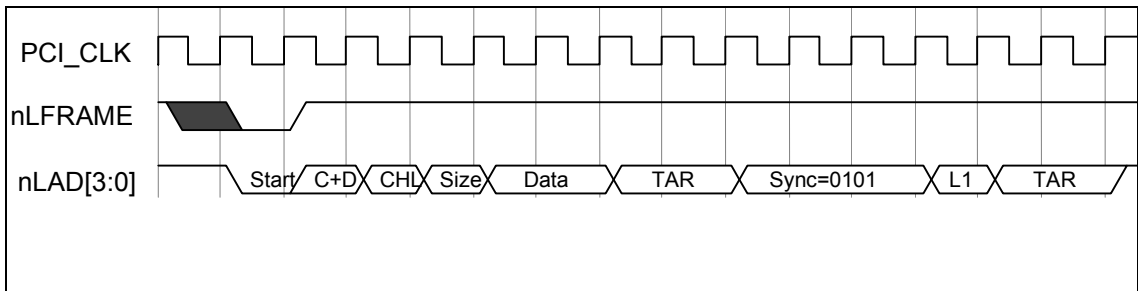 PCI_CLK
nLFRAME
nLAD[3:0] Start C+D CHL Size Data TAR Sync=0101 L1 TAR